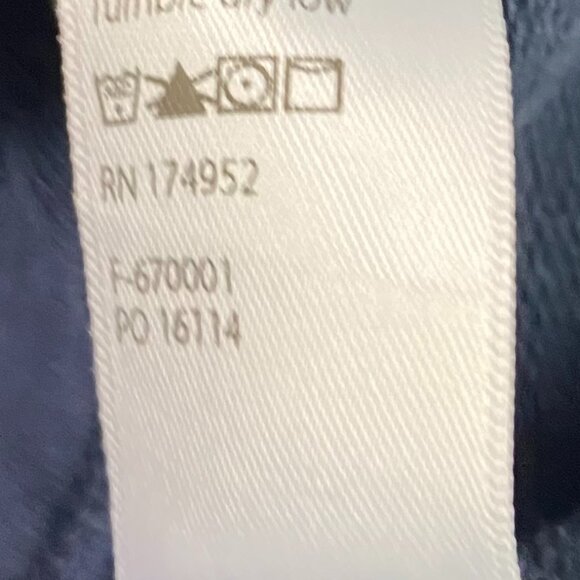 Tumble dry low
RN 174952
F-670001
PO 16114